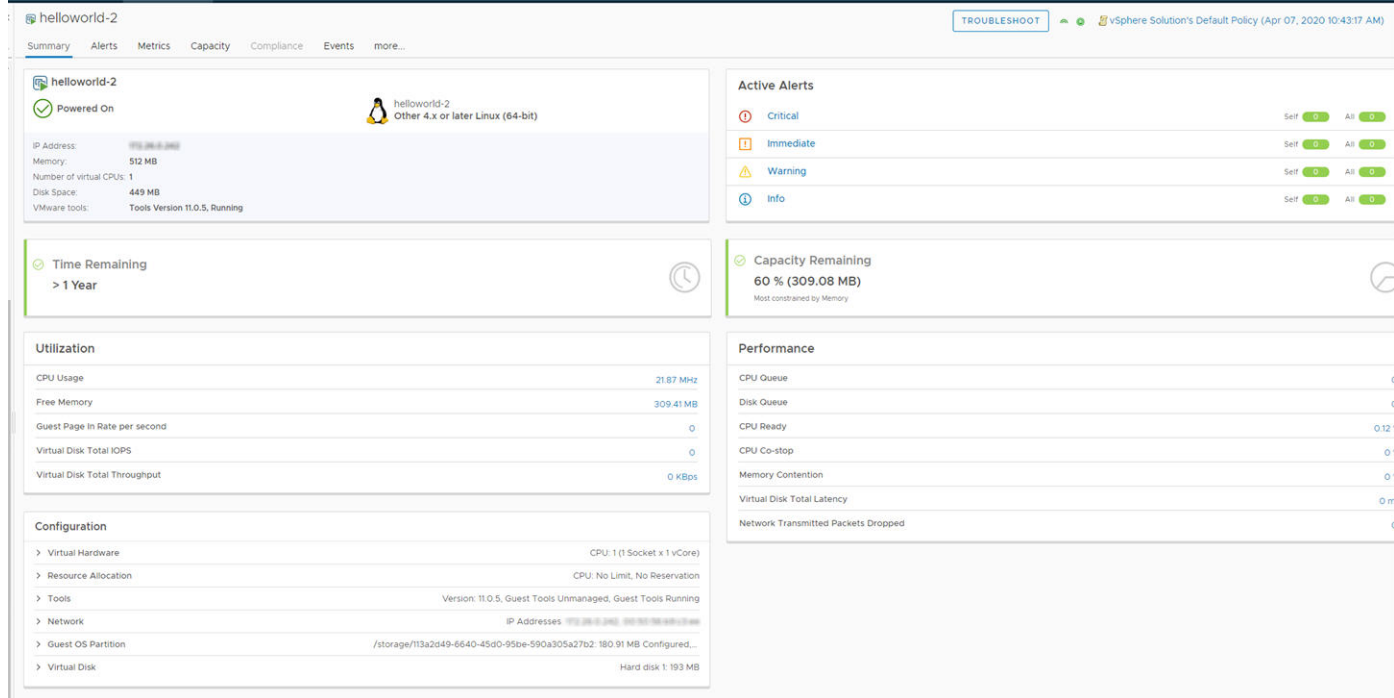 helloworld-2
TROUBLESHOOT vSphere Solution's Default Policy (Apr 07, 2020 10:43:17 AM)
Summary Alerts Metrics Capacity Compliance Events more...
helloworld-2
Powered On
helloworld-2
Other 4.x or later Linux (64-bit)
IP Address:
Memory: 512 MB
Number of virtual CPUs: 1
Disk Space: 449 MB
VMware tools: Tools Version 11.0.5, Running
Active Alerts
Critical Self 0 All 0
Immediate Self 0 All 0
Warning Self 0 All 0
Info Self 0 All 0
Time Remaining
> 1 Year
Capacity Remaining
60 % (309.08 MB)
Most constrained by Memory
Utilization
CPU Usage 21.87 MHz
Free Memory 309.41 MB
Guest Page In Rate per second 0
Virtual Disk Total IOPS 0
Virtual Disk Total Throughput 0 KBps
Performance
CPU Queue
Disk Queue
CPU Ready 0.12
CPU Co-stop 0
Memory Contention 0
Virtual Disk Total Latency 0 m
Network Transmitted Packets Dropped
Configuration
> Virtual Hardware CPU: 1 (1 Socket x 1 vCore)
> Resource Allocation CPU: No Limit, No Reservation
> Tools Version: 11.0.5, Guest Tools Unmanaged, Guest Tools Running
> Network IP Addresses
> Guest OS Partition /storage/113a2d49-6640-45d0-95be-590a305a27b2: 180.91 MB Configured,...
> Virtual Disk Hard disk 1: 193 MB